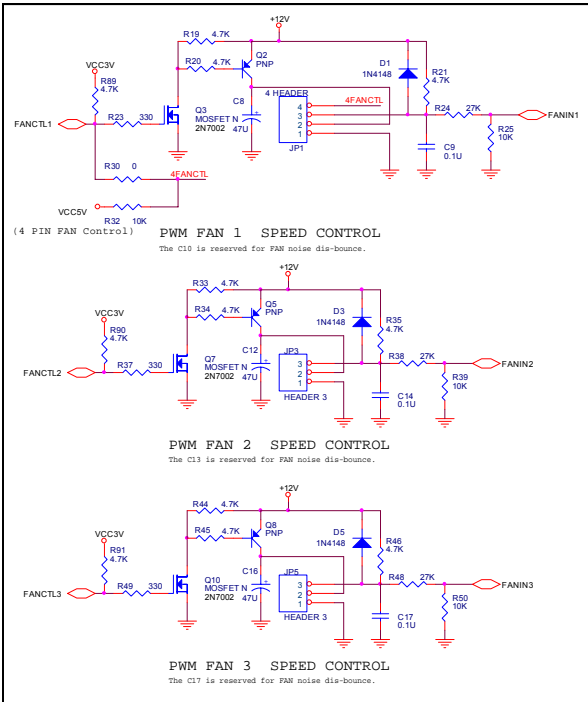 +12V
R19 4.7K
Q2
PNP
R20 4.7K
VCC3V
R89
4.7K
D1
1N4148
R21
4.7K
C8
47U
4 HEADER
4
3
2
1
JP1
4FANCTL
Q3
MOSFET N
2N7002
FANCTL1
R23 330
R24 27K
FANIN1
R25
10K
C9
0.1U
R30 0
4FANCTL
VCC5V
R32 10K
(4 PIN FAN Control)
PWM FAN 1 SPEED CONTROL
The C10 is reserved for FAN noise dis-bounce.
+12V
R33 4.7K
Q5
PNP
R34 4.7K
VCC3V
R90
4.7K
D3
1N4148
R35
4.7K
C12
47U
JP3
3
2
1
HEADER 3
Q7
MOSFET N
2N7002
FANCTL2
R37 330
R38 27K
FANIN2
R39
10K
C14
0.1U
PWM FAN 2 SPEED CONTROL
The C13 is reserved for FAN noise dis-bounce.
+12V
R44 4.7K
Q8
PNP
R45 4.7K
VCC3V
R91
4.7K
D5
1N4148
R46
4.7K
C16
47U
JP5
3
2
1
HEADER 3
Q10
MOSFET N
2N7002
FANCTL3
R49 330
R48 27K
FANIN3
R50
10K
C17
0.1U
PWM FAN 3 SPEED CONTROL
The C17 is reserved for FAN noise dis-bounce.